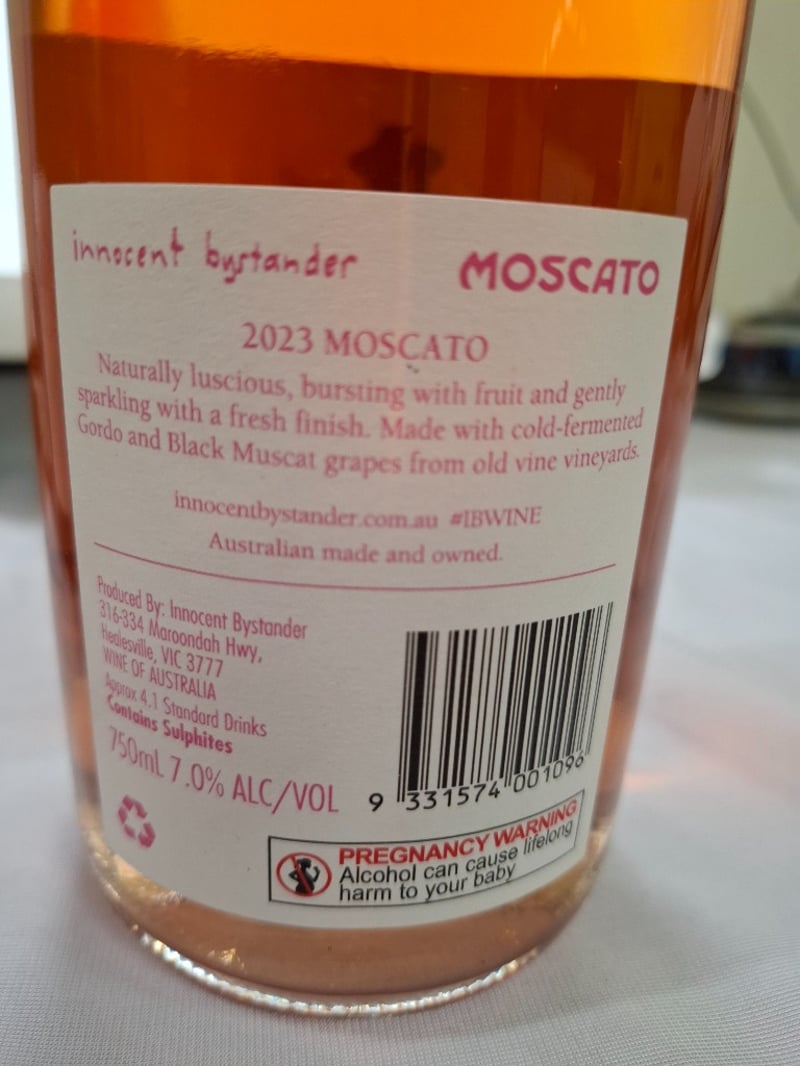 innocent bystander
MOSCATO
2023 MOSCATO
Naturally luscious, bursting with fruit and gently
sparkling with a fresh finish. Made with cold-fermented
Gordo and Black Muscat grapes from old vine vineyards.
innocentbystander.com.au #IBWINE
Australian made and owned.
Produced By: Innocent Bystander
316-334 Maroondah Hwy,
Healesville, VIC 3777
WINE OF AUSTRALIA
Approx 4.1 Standard Drinks
Contains Sulphites
750mL 7.0% ALC/VOL
9 331574 001096
PREGNANCY WARNING
Alcohol can cause lifelong
harm to your baby